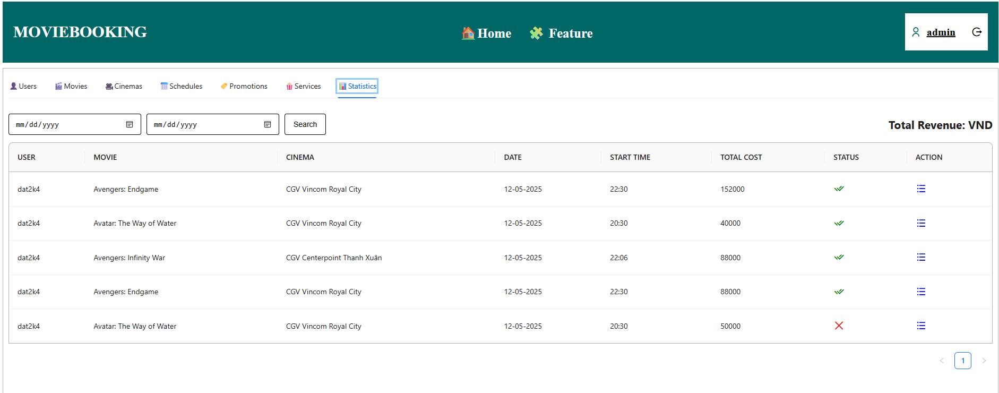 MOVIEBOOKING
Home Feature
admin
Users Movies Cinemas Schedules Promotions Services Statistics
mm/dd/yyyy mm/dd/yyyy Search Total Revenue: VND
USER MOVIE CINEMA DATE START TIME TOTAL COST STATUS ACTION
dat2k4 Avengers: Endgame CGV Vincom Royal City 12-05-2025 22:30 152000
dat2k4 Avatar: The Way of Water CGV Vincom Royal City 12-05-2025 20:30 40000
dat2k4 Avengers: Infinity War CGV Centerpoint Thanh Xuân 12-05-2025 22:06 88000
dat2k4 Avengers: Endgame CGV Vincom Royal City 12-05-2025 22:30 88000
dat2k4 Avatar: The Way of Water CGV Vincom Royal City 12-05-2025 20:30 50000
1